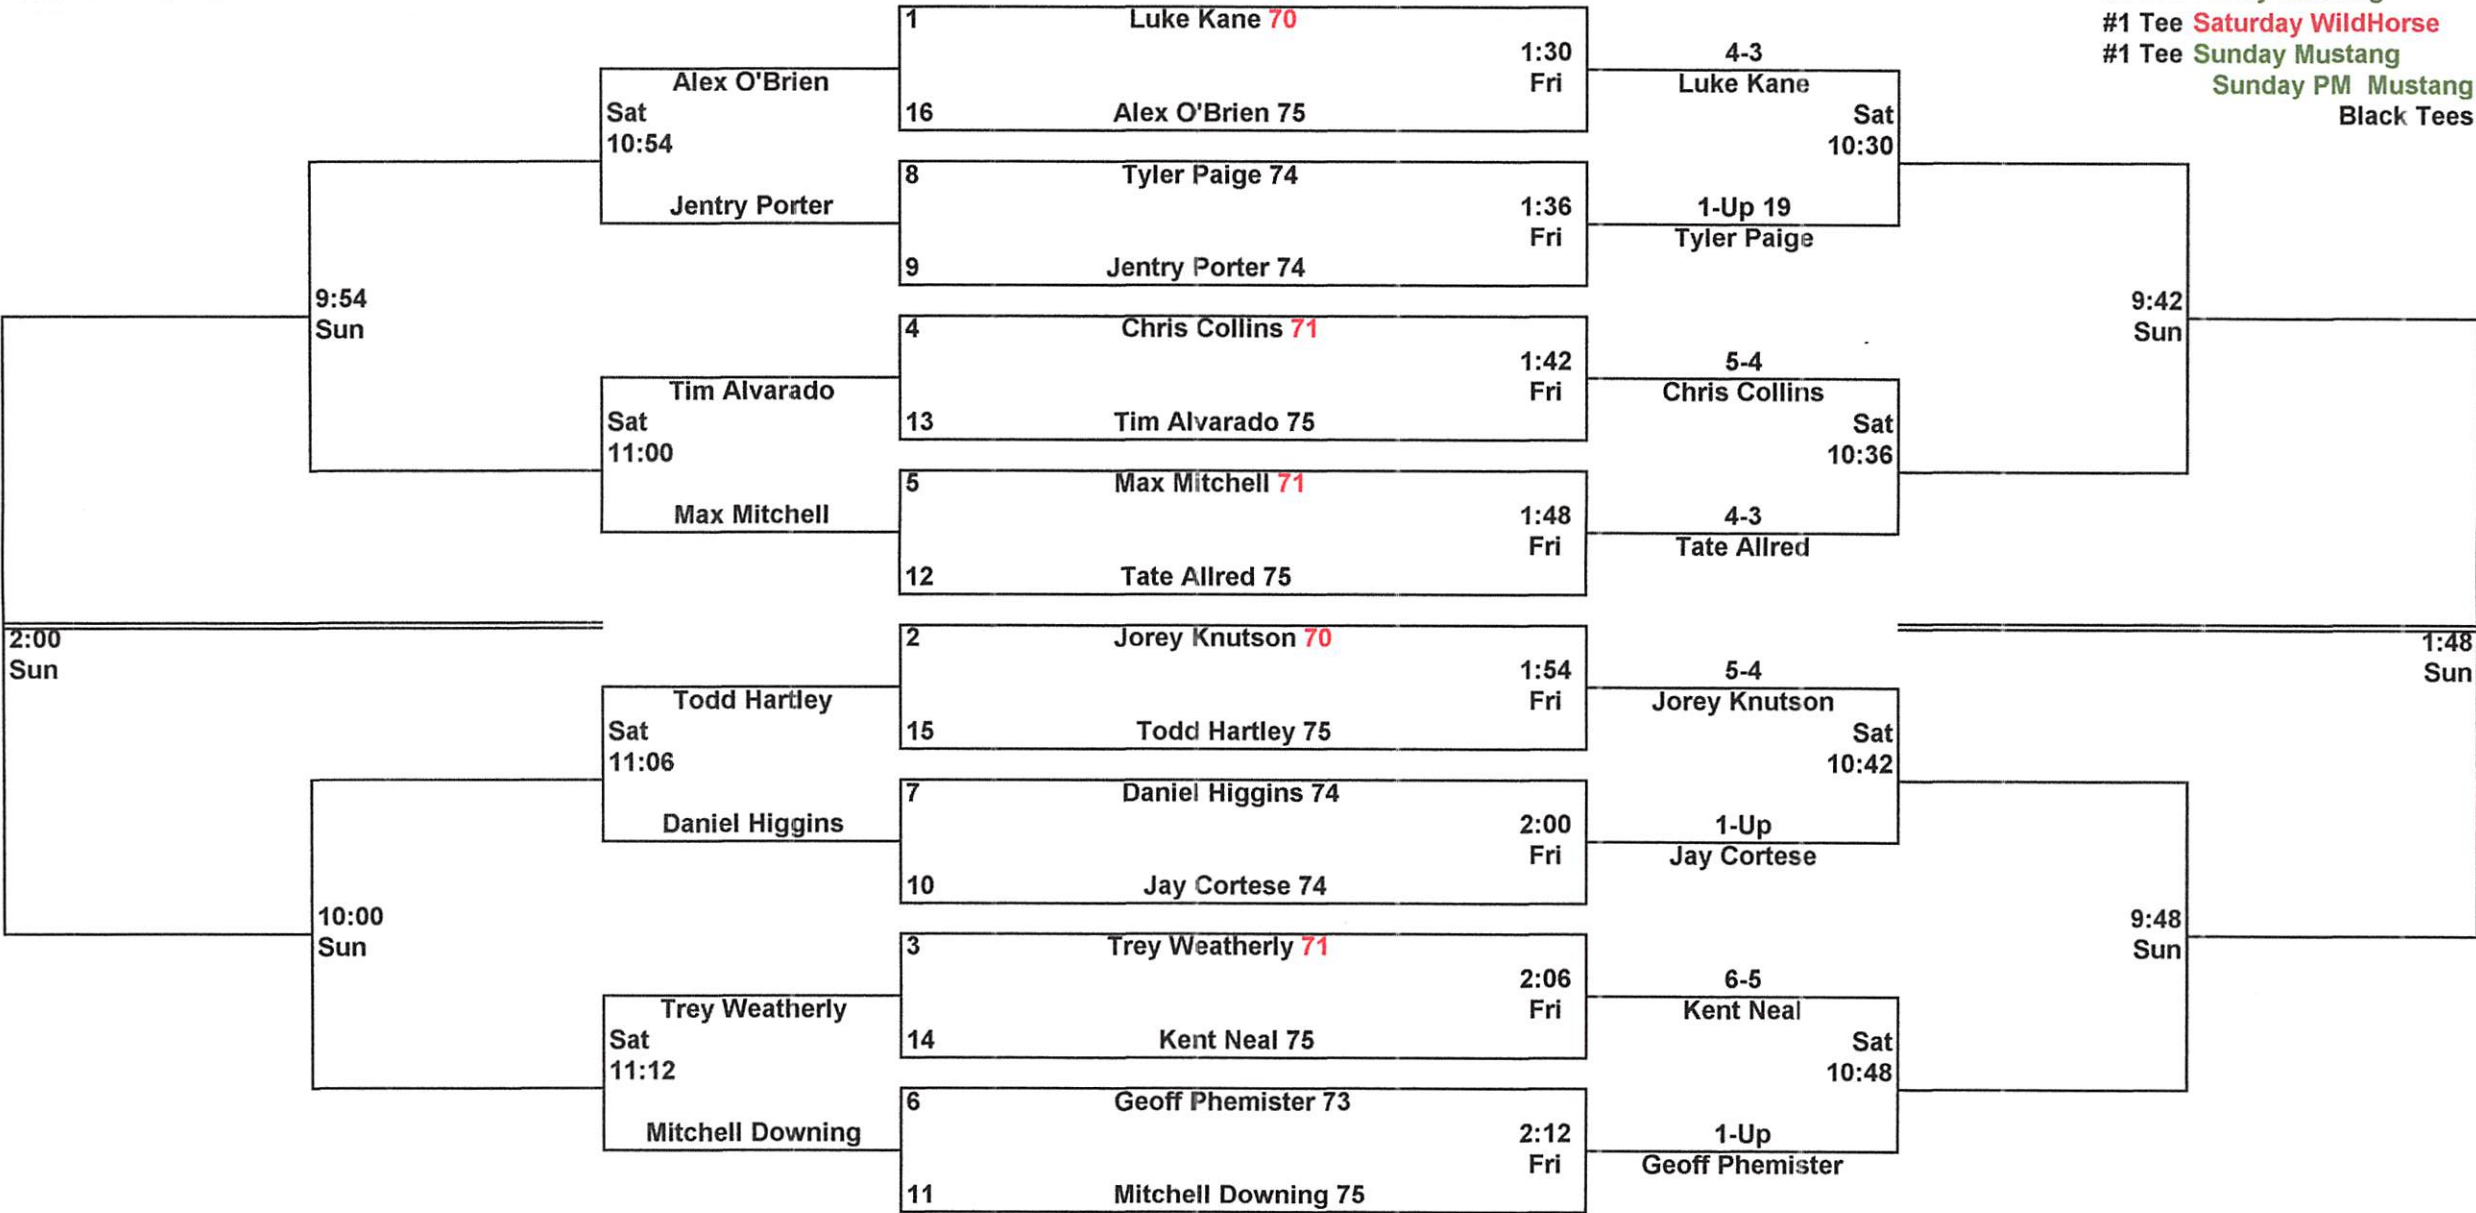 #1 Tee Saturday WildHorse
#1 Tee Sunday Mustang
Sunday PM Mustang
Black Tees
1 Luke Kane 70
1:30
Fri
16 Alex O'Brien 75
8 Tyler Paige 74
1:36
Fri
9 Jentry Porter 74
4 Chris Collins 71
1:42
Fri
13 Tim Alvarado 75
5 Max Mitchell 71
1:48
Fri
12 Tate Allred 75
2 Jorey Knutson 70
1:54
Fri
15 Todd Hartley 75
7 Daniel Higgins 74
2:00
Fri
10 Jay Cortese 74
3 Trey Weatherly 71
2:06
Fri
14 Kent Neal 75
6 Geoff Phemister 73
2:12
Fri
11 Mitchell Downing 75
4-3
Luke Kane
Sat
10:30
1-Up 19
Tyler Paige
5-4
Chris Collins
Sat
10:36
4-3
Tate Allred
5-4
Jorey Knutson
Sat
10:42
1-Up
Jay Cortese
6-5
Kent Neal
Sat
10:48
1-Up
Geoff Phemister
9:42
Sun
9:48
Sun
1:48
Sun
Alex O'Brien
Sat
10:54
Jentry Porter
Tim Alvarado
Sat
11:00
Max Mitchell
Todd Hartley
Sat
11:06
Daniel Higgins
Trey Weatherly
Sat
11:12
Mitchell Downing
9:54
Sun
10:00
Sun
2:00
Sun